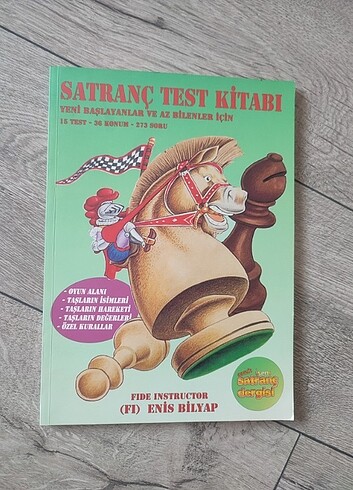 SATRANÇ TEST KİTABI
YENİ BAŞLAYANLAR VE AZ BİLENLER İÇİN
15 TEST - 36 KONUM - 273 SORU
- OYUN ALANI
- TAŞLARIN İSİMLERİ
- TAŞLARIN HAREKETİ
- TAŞLARIN DEĞERLERİ
- ÖZEL KURALLAR
satranç
dergisi
FIDE INSTRUCTOR
(FI) ENİS BİLYAP